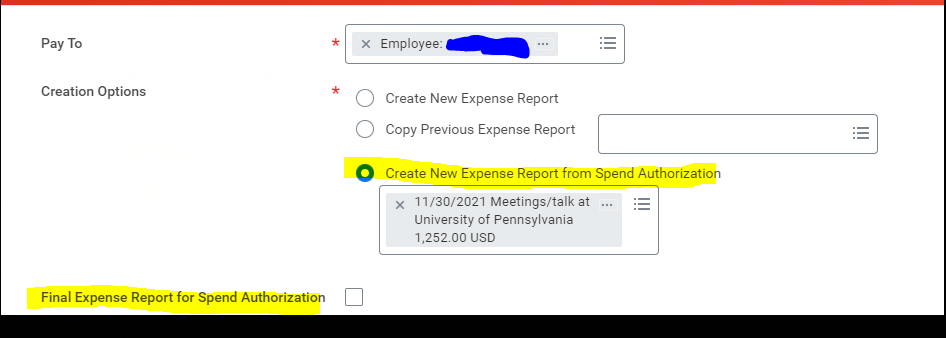 Pay To
* × Employee: ...
Creation Options
* Create New Expense Report
Copy Previous Expense Report
Create New Expense Report from Spend Authorization
× 11/30/2021 Meetings/talk at ...
University of Pennsylvania
1,252.00 USD
Final Expense Report for Spend Authorization